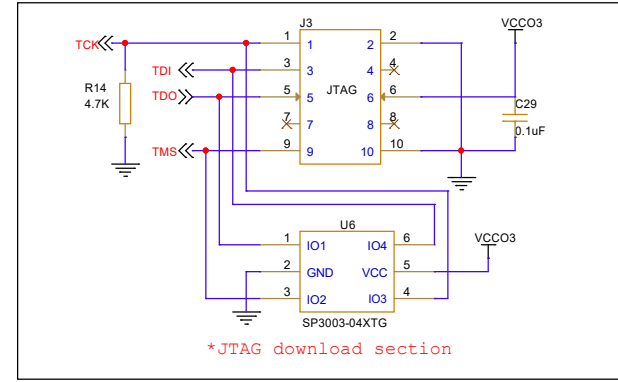 J3
VCCO3
TCK 1 1 2 2
TDI 3 3 4 4
R14
4.7K
TDO 5 5 JTAG 6 6
C29
0.1uF
7 7 8 8
TMS 9 9 10 10
U6
VCCO3
1 IO1 IO4 6
2 GND VCC 5
3 IO2 IO3 4
SP3003-04XTG
*JTAG download section